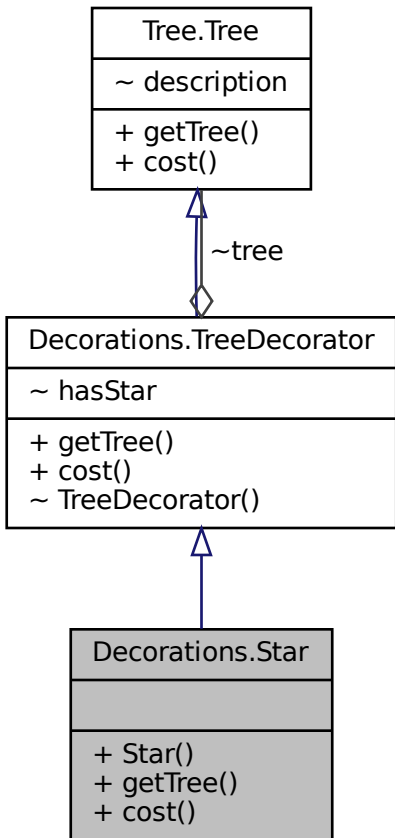 Tree.Tree
~ description
+ getTree()
+ cost()
~tree
Decorations.TreeDecorator
~ hasStar
+ getTree()
+ cost()
~ TreeDecorator()
Decorations.Star
+ Star()
+ getTree()
+ cost()